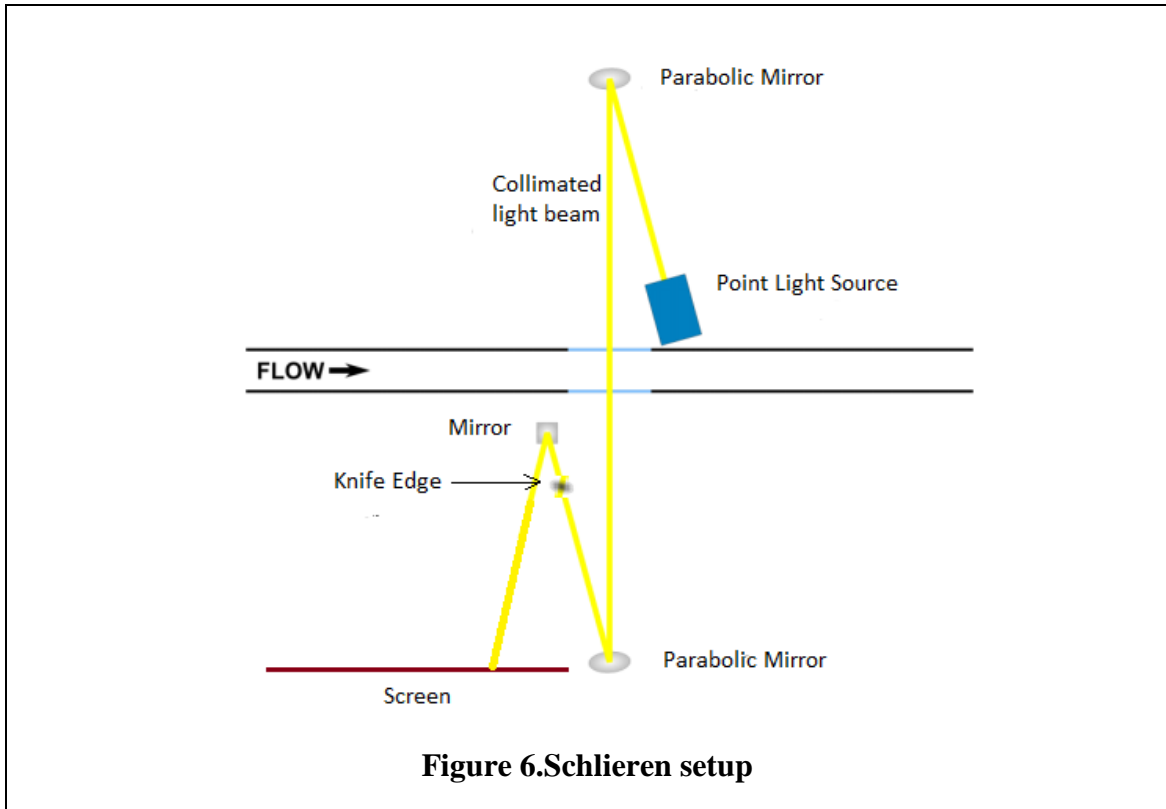 Parabolic Mirror
Collimated
light beam
Point Light Source
FLOW
Mirror
Knife Edge
Parabolic Mirror
Screen
Figure 6.Schlieren setup